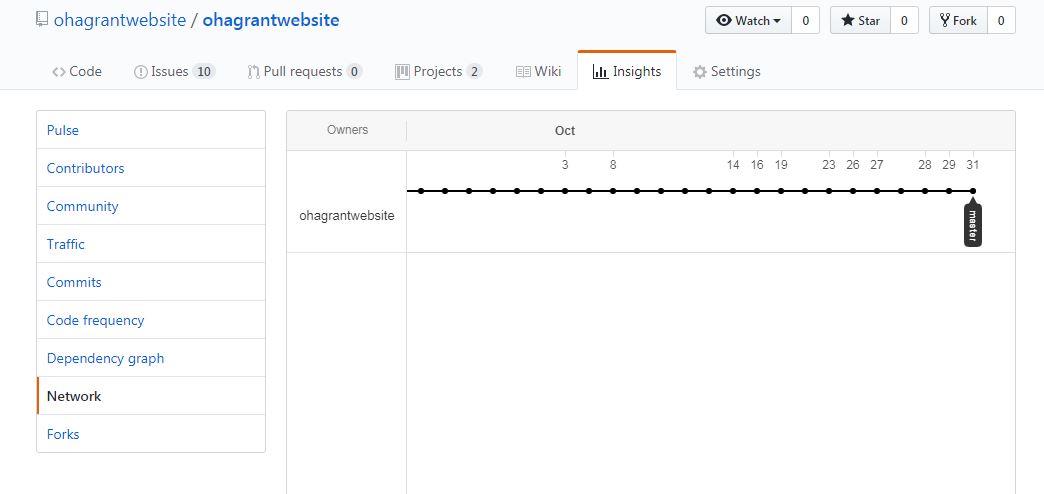 ohagrantwebsite / ohagrantwebsite
Watch 0 Star 0 Fork 0
Code Issues 10 Pull requests 0 Projects 2 Wiki Insights Settings
Pulse
Contributors
Community
Traffic
Commits
Code frequency
Dependency graph
Network
Forks
Owners Oct
3 8 14 16 19 23 26 27 28 29 31
ohagrantwebsite
master